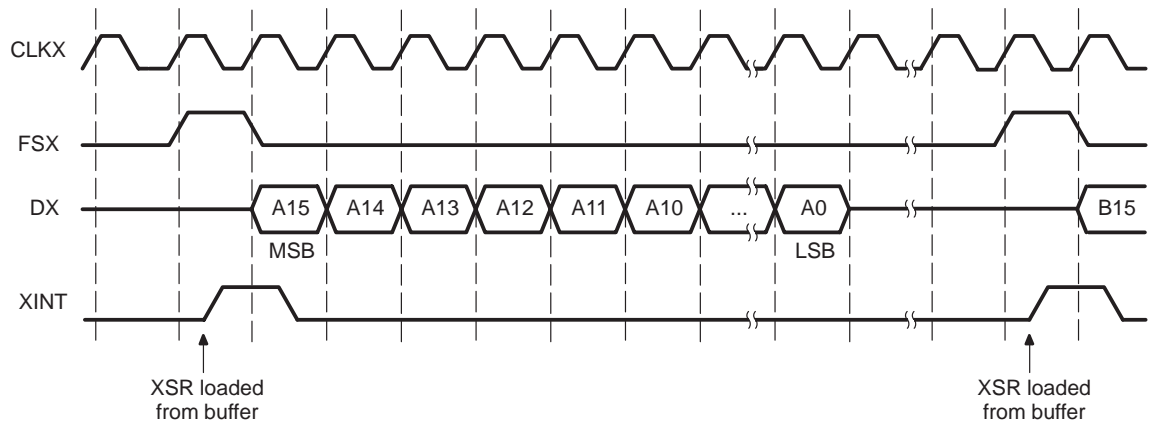 CLKX
FSX
DX
A15 A14 A13 A12 A11 A10 ... A0 B15
MSB LSB
XINT
XSR loaded
from buffer
XSR loaded
from buffer